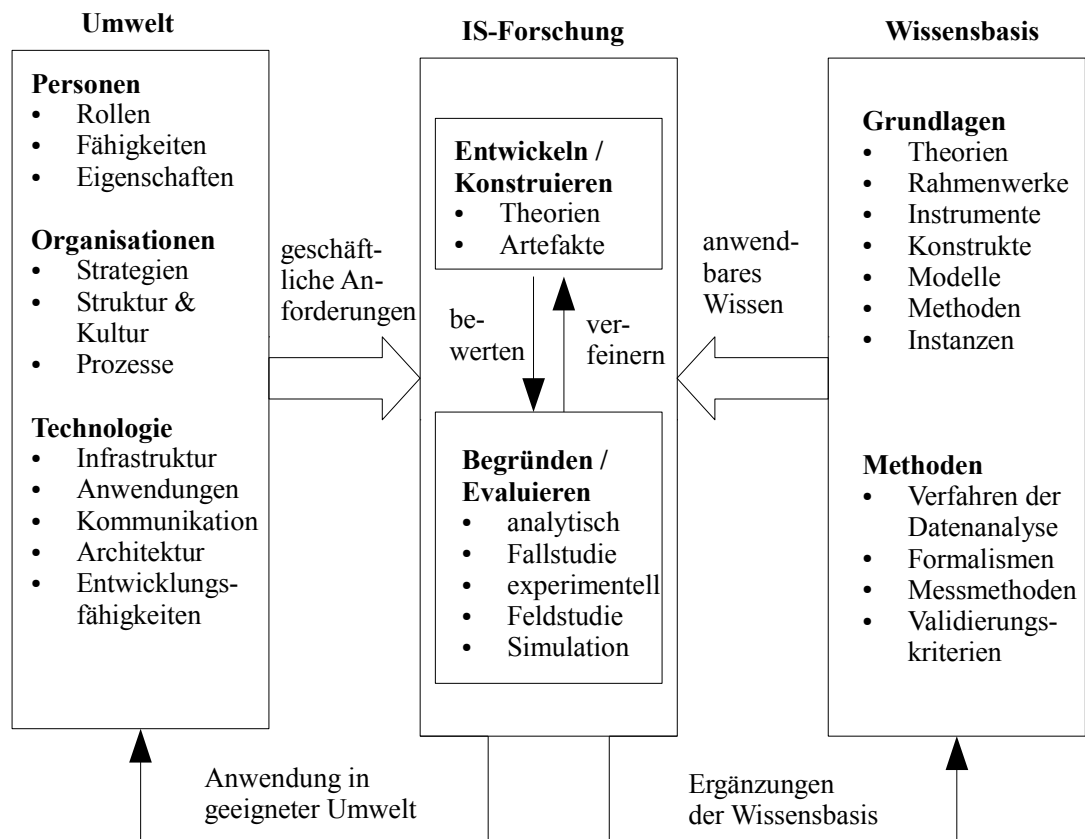 Umwelt
Personen
• Rollen
• Fähigkeiten
• Eigenschaften
Organisationen
• Strategien
• Struktur &
Kultur
• Prozesse
Technologie
• Infrastruktur
• Anwendungen
• Kommunikation
• Architektur
• Entwicklungs-
fähigkeiten
geschäft-
liche An-
forderungen
IS-Forschung
Entwickeln /
Konstruieren
• Theorien
• Artefakte
be-
werten
ver-
feinern
Begründen /
Evaluieren
• analytisch
• Fallstudie
• experimentell
• Feldstudie
• Simulation
anwend-
bares
Wissen
Wissensbasis
Grundlagen
• Theorien
• Rahmenwerke
• Instrumente
• Konstrukte
• Modelle
• Methoden
• Instanzen
Methoden
• Verfahren der
Datenanalyse
• Formalismen
• Messmethoden
• Validierungs-
kriterien
Anwendung in
geeigneter Umwelt
Ergänzungen
der Wissensbasis